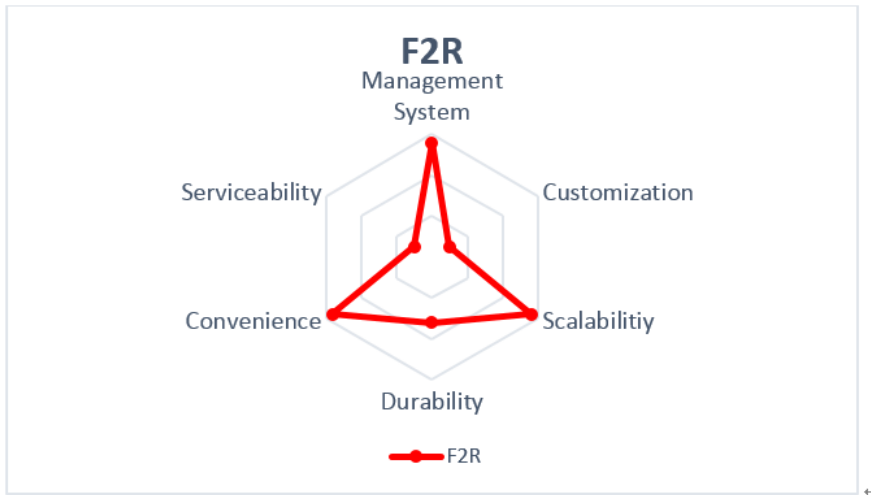 F2R
Management
System
Serviceability
Customization
Convenience
Scalabilitiy
Durability
F2R